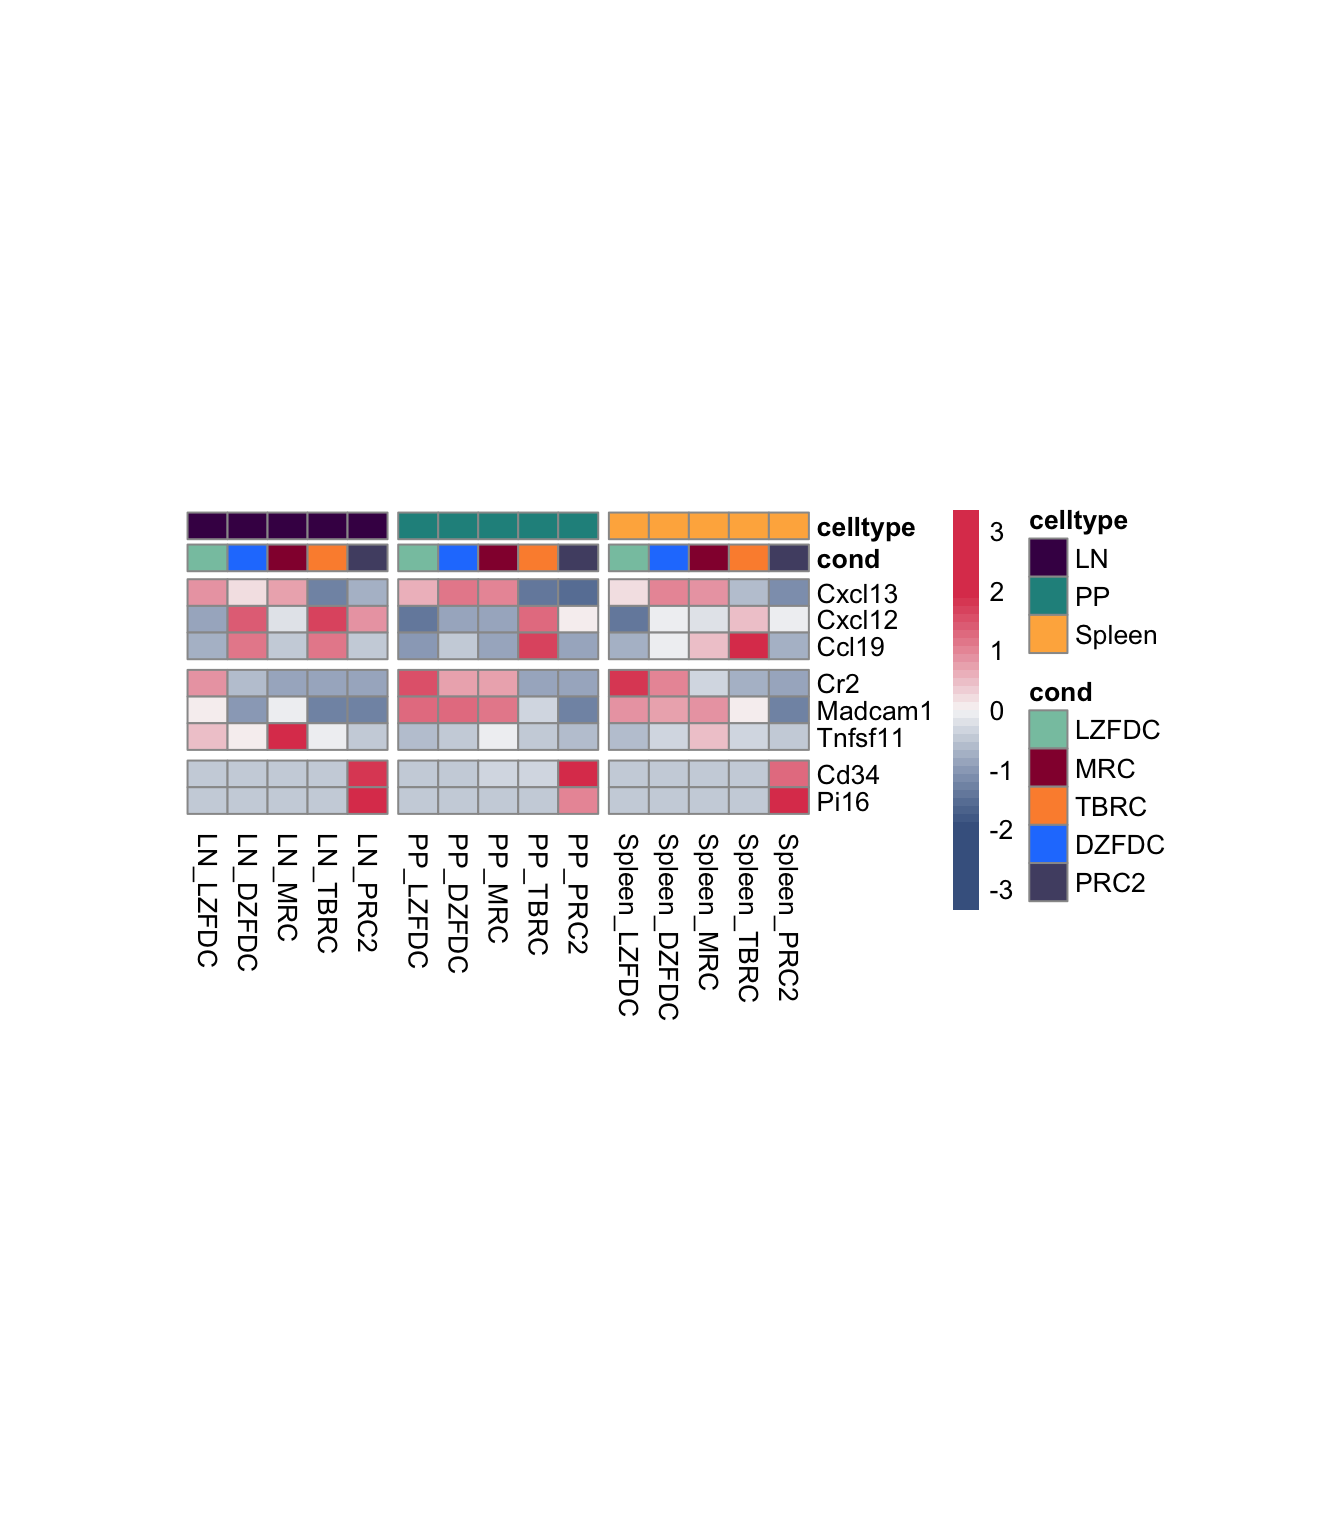 celltype
cond
Cxcl13
Cxcl12
Ccl19
Cr2
Madcam1
Tnfsf11
Cd34
Pi16
LN_LZFDC
LN_DZFDC
LN_MRC
LN_TBRC
LN_PRC2
PP_LZFDC
PP_DZFDC
PP_MRC
PP_TBRC
PP_PRC2
Spleen_LZFDC
Spleen_DZFDC
Spleen_MRC
Spleen_TBRC
Spleen_PRC2
3
2
1
0
-1
-2
-3
celltype
LN
PP
Spleen
cond
LZFDC
MRC
TBRC
DZFDC
PRC2